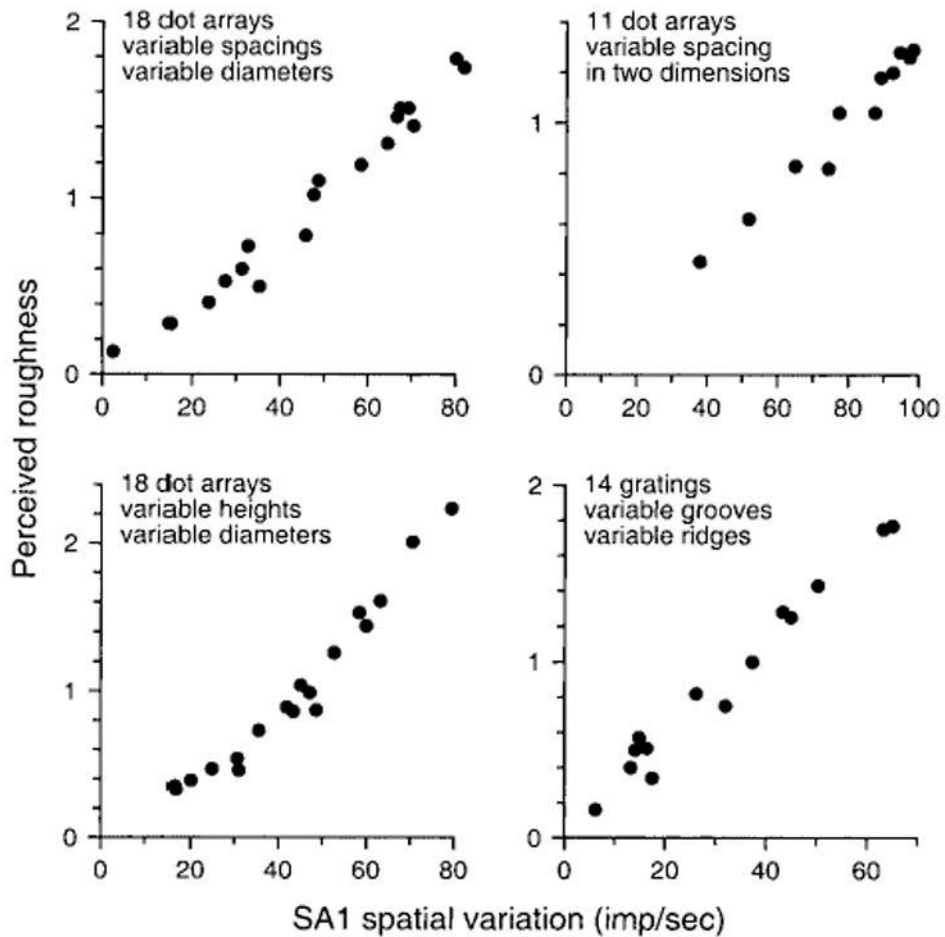 18 dot arrays
variable spacings
variable diameters
2
1
0
0
20
40
60
80
11 dot arrays
variable spacing
in two dimensions
1
0
0
20
40
60
80
100
Perceived roughness
18 dot arrays
variable heights
variable diameters
2
1
0
0
20
40
60
80
14 gratings
variable grooves
variable ridges
2
1
0
0
20
40
60
SA1 spatial variation (imp/sec)